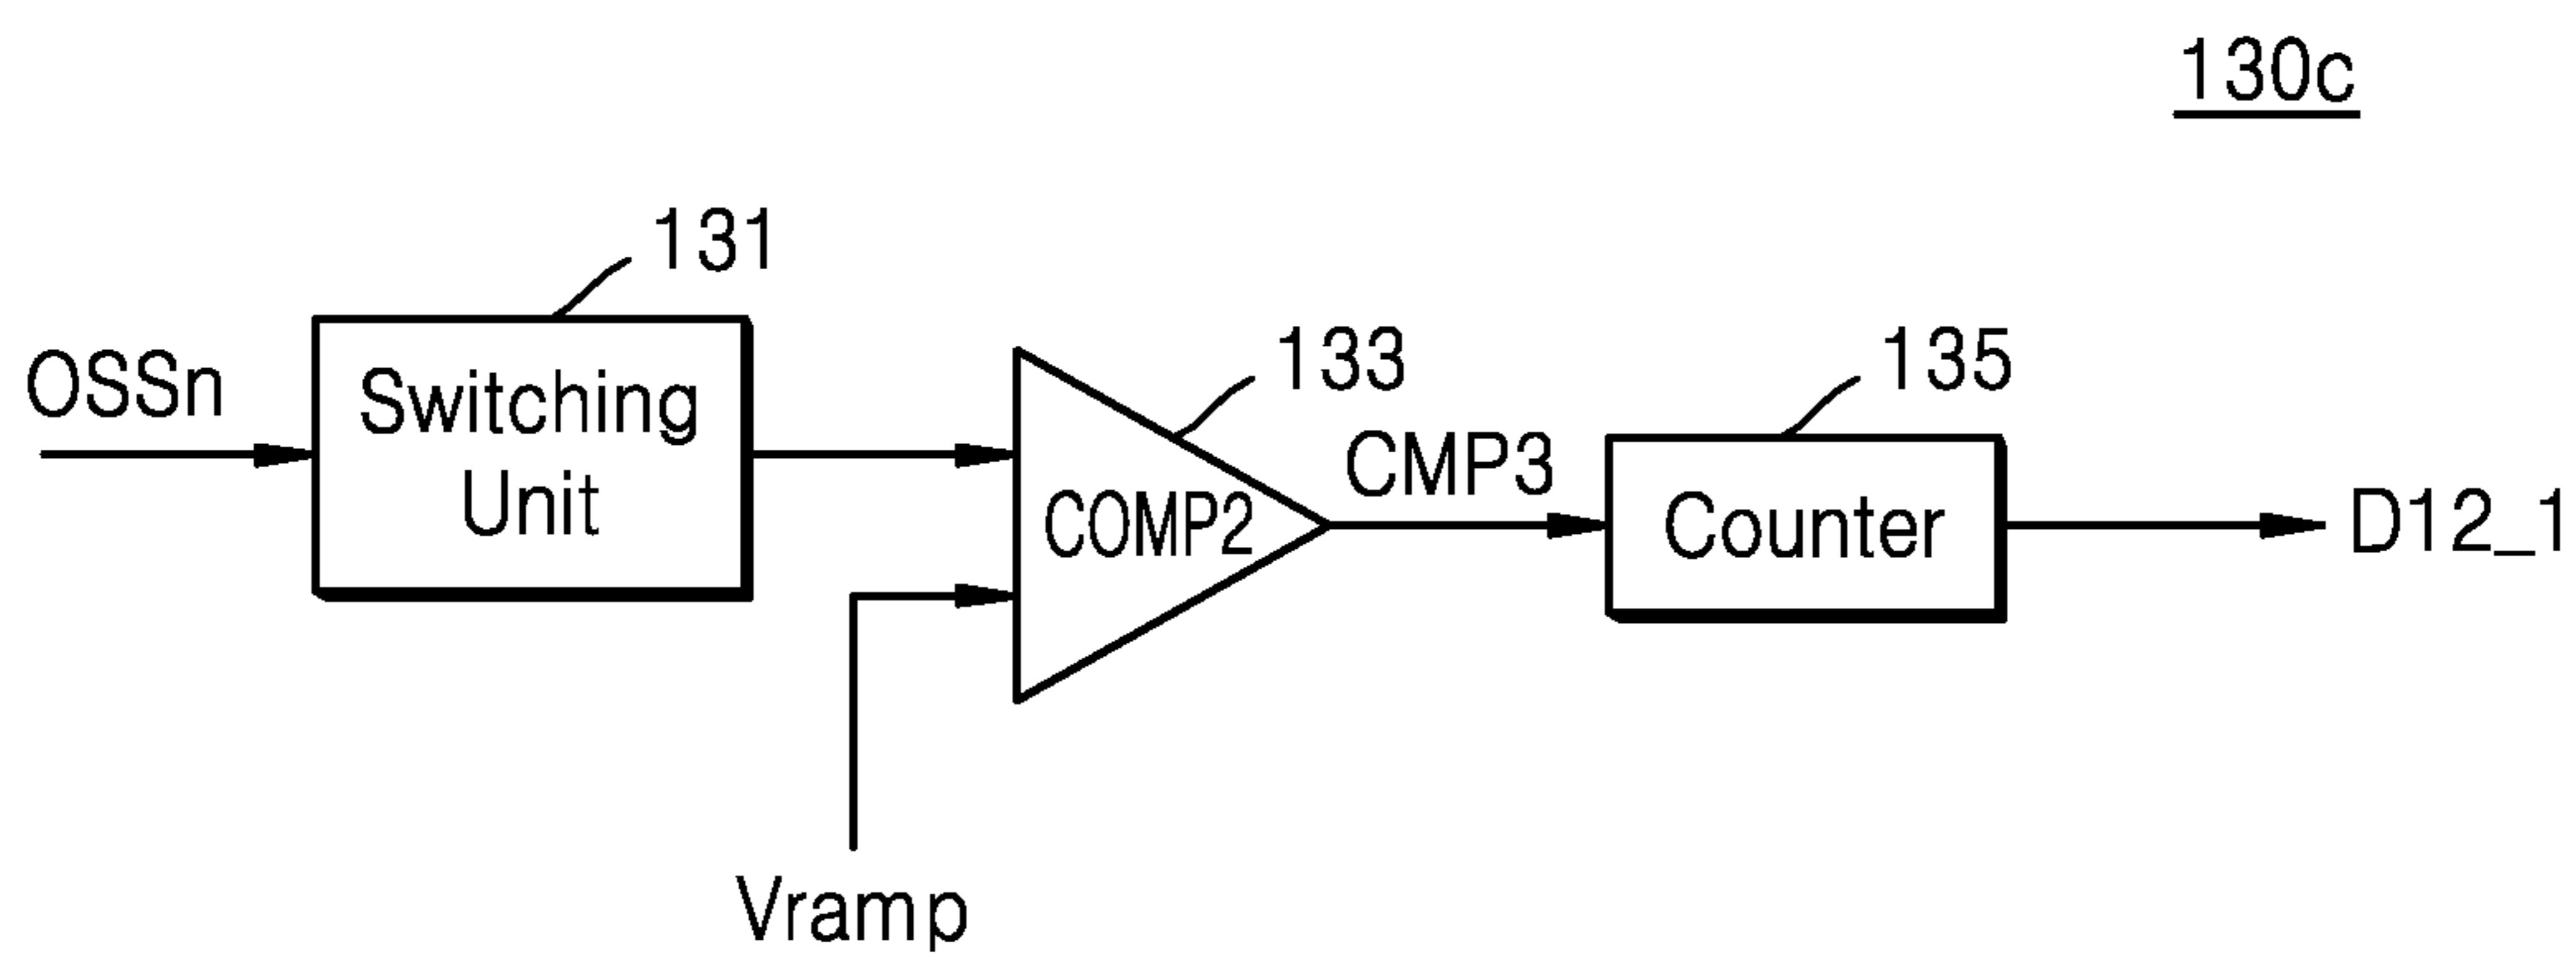 130c
131
133
135
OSSn
Switching
Unit
COMP2
CMP3
Counter
D12_1
Vramp